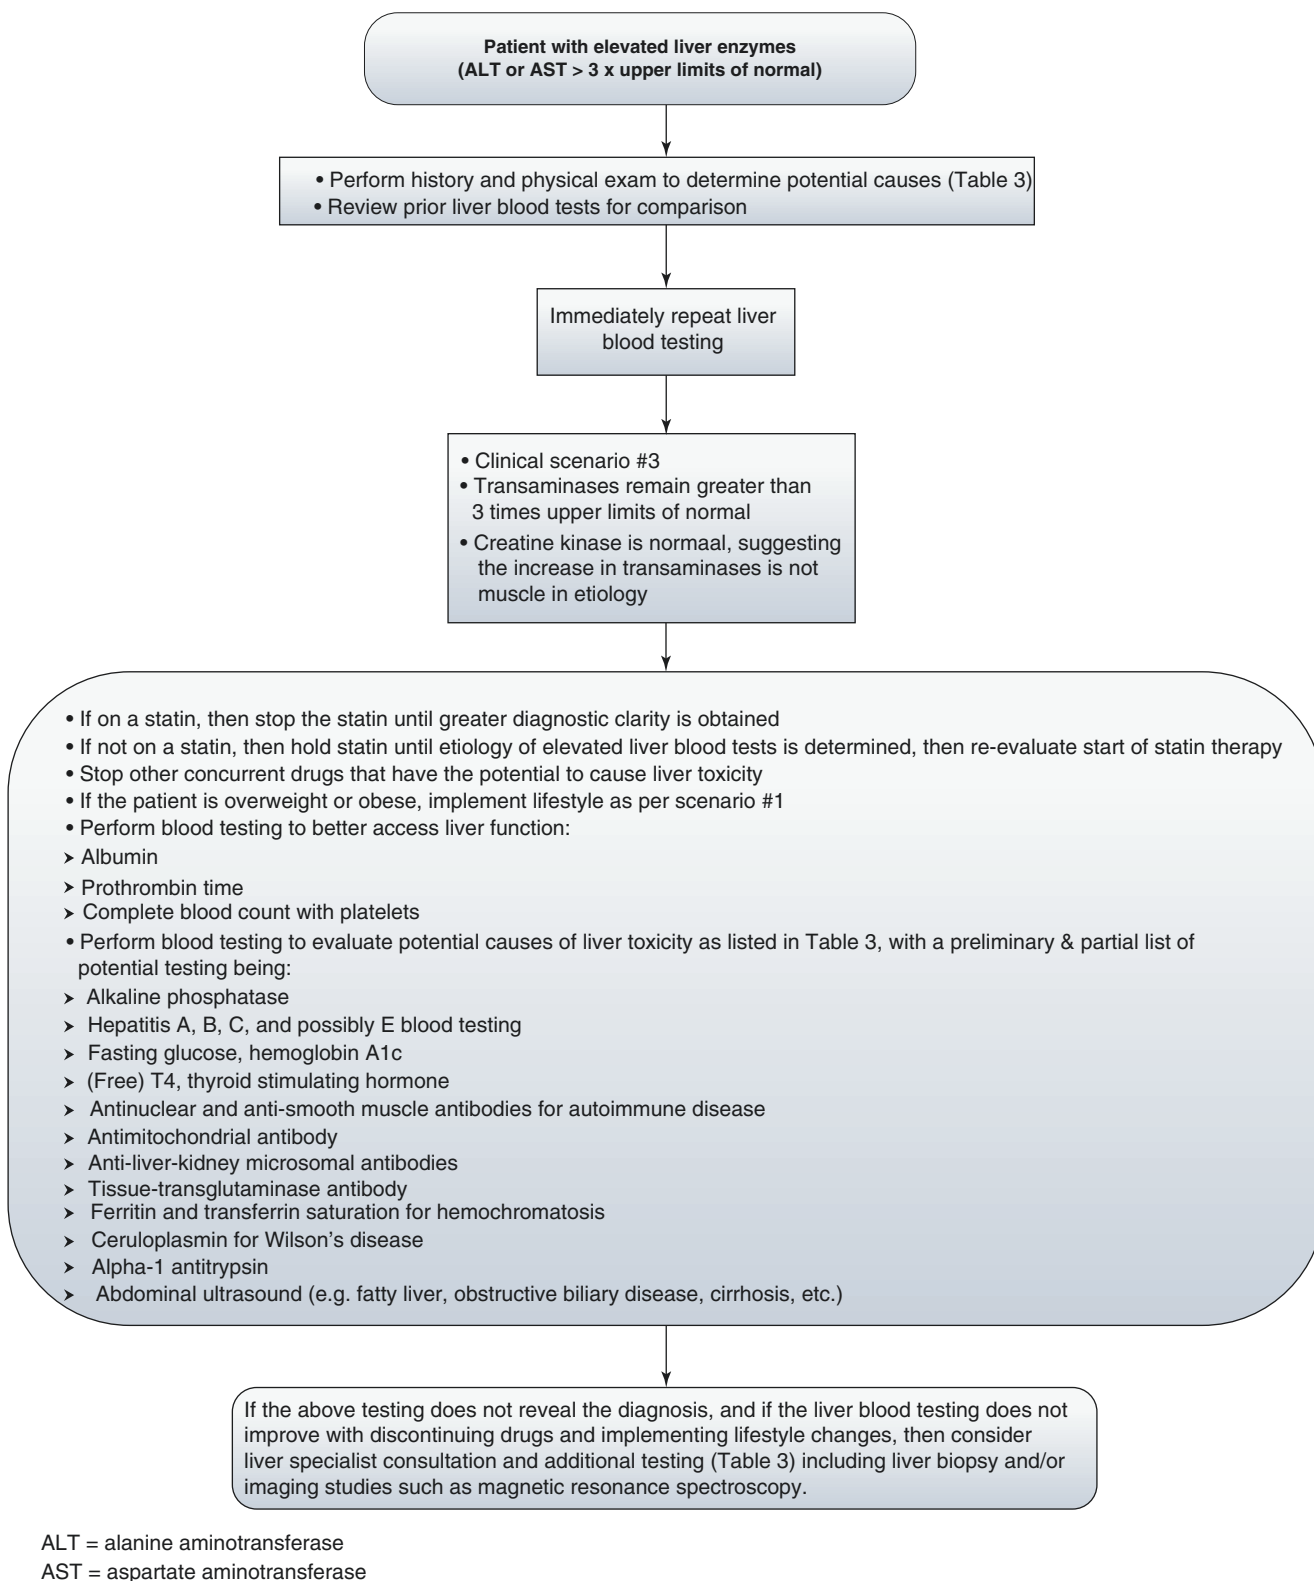 Patient with elevated liver enzymes
(ALT or AST > 3 x upper limits of normal)
• Perform history and physical exam to determine potential causes (Table 3)
• Review prior liver blood tests for comparison
Immediately repeat liver
blood testing
• Clinical scenario #3
• Transaminases remain greater than
3 times upper limits of normal
• Creatine kinase is normaal, suggesting
the increase in transaminases is not
muscle in etiology
• If on a statin, then stop the statin until greater diagnostic clarity is obtained
• If not on a statin, then hold statin until etiology of elevated liver blood tests is determined, then re-evaluate start of statin therapy
• Stop other concurrent drugs that have the potential to cause liver toxicity
• If the patient is overweight or obese, implement lifestyle as per scenario #1
• Perform blood testing to better access liver function:
➤ Albumin
➤ Prothrombin time
➤ Complete blood count with platelets
• Perform blood testing to evaluate potential causes of liver toxicity as listed in Table 3, with a preliminary & partial list of
potential testing being:
➤ Alkaline phosphatase
➤ Hepatitis A, B, C, and possibly E blood testing
➤ Fasting glucose, hemoglobin A1c
➤ (Free) T4, thyroid stimulating hormone
➤ Antinuclear and anti-smooth muscle antibodies for autoimmune disease
➤ Antimitochondrial antibody
➤ Anti-liver-kidney microsomal antibodies
➤ Tissue-transglutaminase antibody
➤ Ferritin and transferrin saturation for hemochromatosis
➤ Ceruloplasmin for Wilson's disease
➤ Alpha-1 antitrypsin
➤ Abdominal ultrasound (e.g. fatty liver, obstructive biliary disease, cirrhosis, etc.)
If the above testing does not reveal the diagnosis, and if the liver blood testing does not
improve with discontinuing drugs and implementing lifestyle changes, then consider
liver specialist consultation and additional testing (Table 3) including liver biopsy and/or
imaging studies such as magnetic resonance spectroscopy.
ALT = alanine aminotransferase
AST = aspartate aminotransferase